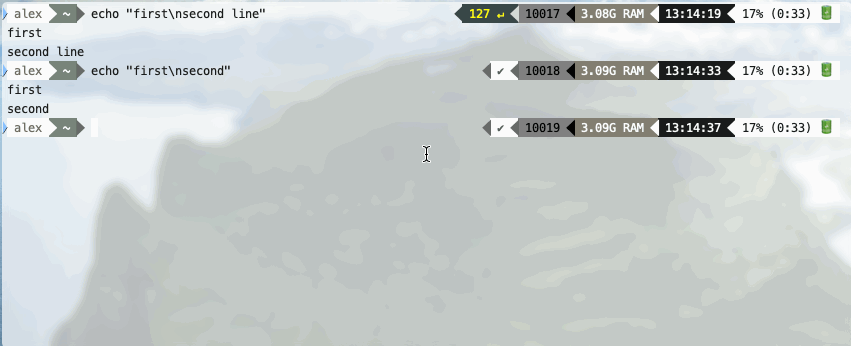 alex ~ echo "first\nsecond line" 127 ↵ 10017 3.08G RAM 13:14:19 17% (0:33)
first
second line
alex ~ echo "first\nsecond" ✔ 10018 3.09G RAM 13:14:33 17% (0:33)
first
second
alex ~ ✔ 10019 3.09G RAM 13:14:37 17% (0:33)